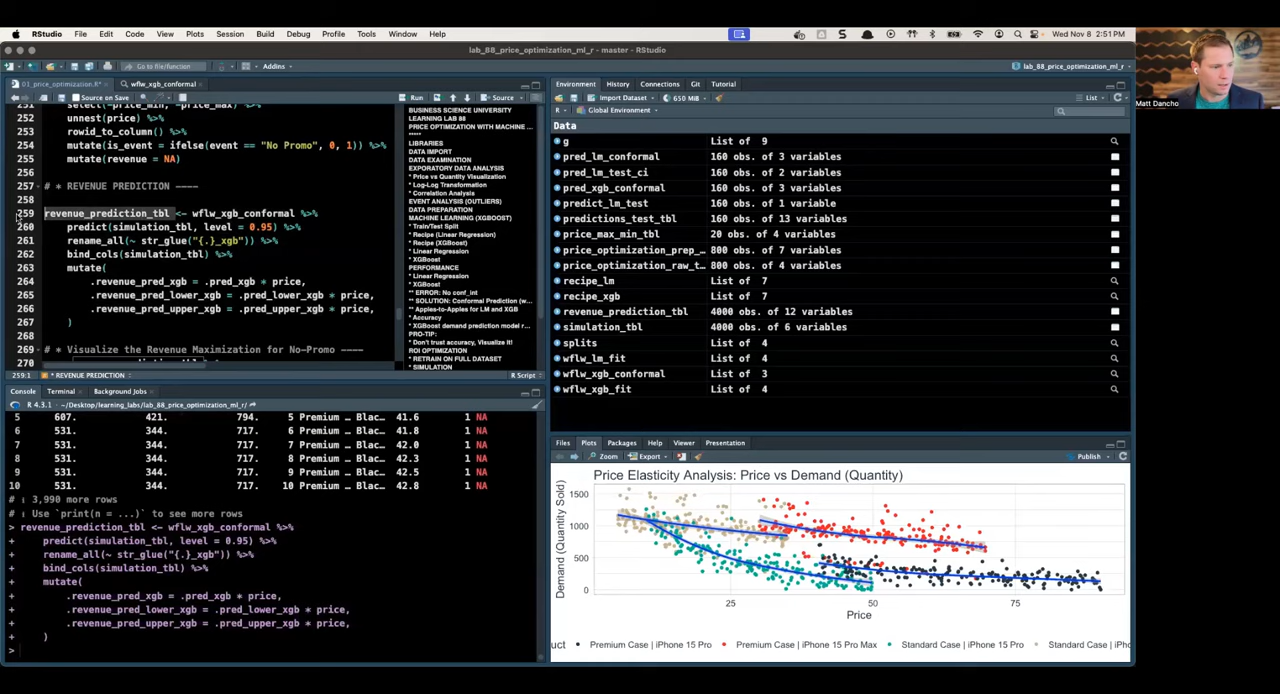 RStudio File Edit Code View Plots Session Build Debug Profile Tools Window Help Wed Nov 8 2:51 PM
lab_88_price_optimization_ml_r - master - RStudio
Go to file/function Addins lab_88_price_optimization_ml_r
01_price_optimization.R* wflw_xgb_conformal
Source on Save Run Source
251 select(-price_min, -price_max) %>%
252 unnest(price) %>%
253 rowid_to_column() %>%
254 mutate(is_event = ifelse(event == "No Promo", 0, 1)) %>%
255 mutate(revenue = NA)
256
257 # * REVENUE PREDICTION ----
258
259 revenue_prediction_tbl <- wflw_xgb_conformal %>%
260 predict(simulation_tbl, level = 0.95) %>%
261 rename_all(~ str_glue("{.}_xgb")) %>%
262 bind_cols(simulation_tbl) %>%
263 mutate(
264 .revenue_pred_xgb = .pred_xgb * price,
265 .revenue_pred_lower_xgb = .pred_lower_xgb * price,
266 .revenue_pred_upper_xgb = .pred_upper_xgb * price,
267 )
268
269 # * Visualize the Revenue Maximization for No-Promo ----
270
259:1 * REVENUE PREDICTION R Script
BUSINESS SCIENCE UNIVERSITY
LEARNING LAB 88
PRICE OPTIMIZATION WITH MACHINE ...
*****
LIBRARIES
DATA IMPORT
DATA EXAMINATION
EXPORATORY DATA ANALYSIS
* Price vs Quantity Visualization
* Log-Log Transformation
* Correlation Analysis
EVENT ANALYSIS (OUTLIERS)
DATA PREPARATION
MACHINE LEARNING (XGBOOST)
* Train/Test Split
* Recipe (Linear Regression)
* Recipe (XGBoost)
* Linear Regression
* XGBoost
PERFORMANCE
* Linear Regression
* XGBoost
** ERROR: No conf_int
** SOLUTION: Conformal Prediction (w...
** Apples-to-Apples for LM and XGB
* Accuracy
* XGBoost demand prediction model r...
PRO-TIP:
* Don't trust accuracy, Visualize it!
ROI OPTIMIZATION
* RETRAIN ON FULL DATASET
* SIMULATION
Console Terminal Background Jobs
R 4.3.1 · ~/Desktop/learning_labs/lab_88_price_optimization_ml_r/
5 607. 421. 794. 5 Premium … Blac… 41.6 1 NA
6 531. 344. 717. 6 Premium … Blac… 41.8 1 NA
7 531. 344. 717. 7 Premium … Blac… 42.0 1 NA
8 531. 344. 717. 8 Premium … Blac… 42.3 1 NA
9 531. 344. 717. 9 Premium … Blac… 42.5 1 NA
10 531. 344. 717. 10 Premium … Blac… 42.8 1 NA
# ℹ 3,990 more rows
# ℹ Use `print(n = ...)` to see more rows
> revenue_prediction_tbl <- wflw_xgb_conformal %>%
+ predict(simulation_tbl, level = 0.95) %>%
+ rename_all(~ str_glue("{.}_xgb")) %>%
+ bind_cols(simulation_tbl) %>%
+ mutate(
+ .revenue_pred_xgb = .pred_xgb * price,
+ .revenue_pred_lower_xgb = .pred_lower_xgb * price,
+ .revenue_pred_upper_xgb = .pred_upper_xgb * price,
+ )
>
Environment History Connections Git Tutorial
Import Dataset 650 MiB List
R Global Environment
Data
g List of 9
pred_lm_conformal 160 obs. of 3 variables
pred_lm_test_ci 160 obs. of 2 variables
pred_xgb_conformal 160 obs. of 3 variables
predict_lm_test 160 obs. of 1 variable
predictions_test_tbl 160 obs. of 13 variables
price_max_min_tbl 20 obs. of 4 variables
price_optimization_prep_… 800 obs. of 7 variables
price_optimization_raw_t… 800 obs. of 4 variables
recipe_lm List of 7
recipe_xgb List of 7
revenue_prediction_tbl 4000 obs. of 12 variables
simulation_tbl 4000 obs. of 6 variables
splits List of 4
wflw_lm_fit List of 4
wflw_xgb_conformal List of 3
wflw_xgb_fit List of 4
Files Plots Packages Help Viewer Presentation
Zoom Export Publish
Price Elasticity Analysis: Price vs Demand (Quantity)
Demand (Quantity Sold)
1500
1000
500
0
25 50 75
Price
uct Premium Case | iPhone 15 Pro Premium Case | iPhone 15 Pro Max Standard Case | iPhone 15 Pro Standard Case | iPho
Matt Dancho